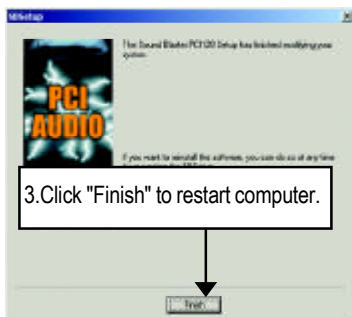 The Sound Blaster PCI128 Setup has finished modifying your
system.
PCI
AUDIO
If you want to reinstall the software, you can do so at any time
3.Click "Finish" to restart computer.
Finish